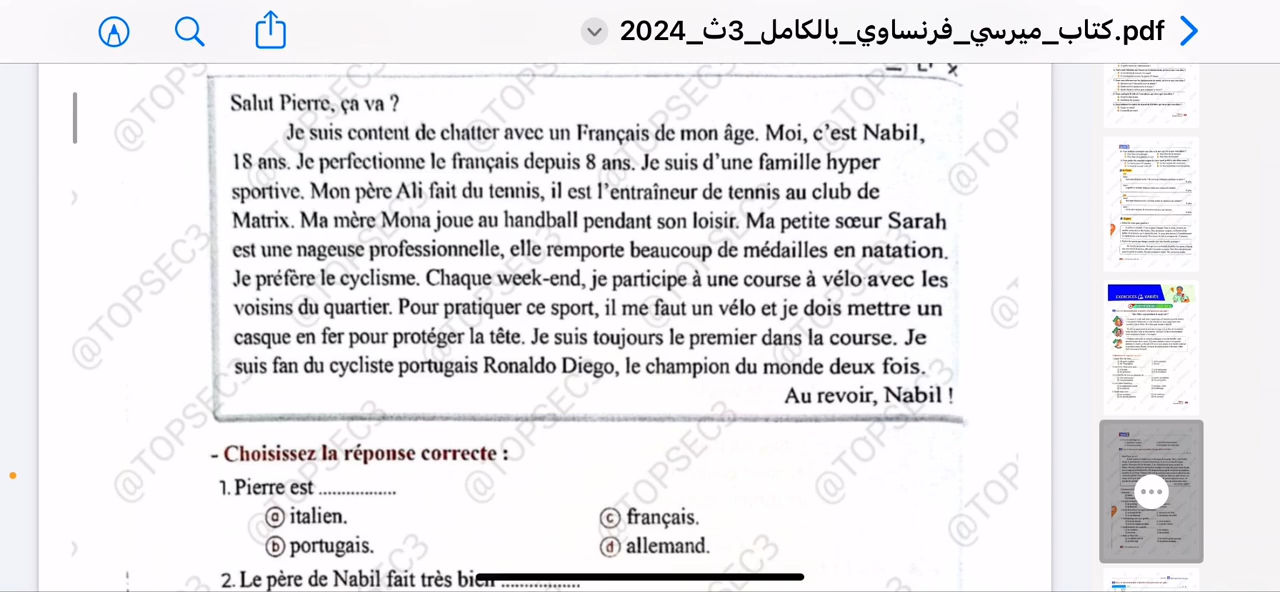 كتاب_ميرسي_فرنساوي_بالكامل_3ث_2024.pdf
Salut Pierre, ça va ?
Je suis content de chatter avec un Français de mon âge. Moi, c'est Nabil,
18 ans. Je perfectionne le français depuis 8 ans. Je suis d'une famille hyper
sportive. Mon père Ali fait du tennis, il est l'entraîneur de tennis au club de
Matrix. Ma mère Mona joue au handball pendant son loisir. Ma petite sœur Sarah
est une nageuse professionnelle, elle remporte beaucoup de médailles en natation.
Je préfère le cyclisme. Chaque week-end, je participe à une course à vélo avec les
voisins du quartier. Pour pratiquer ce sport, il me faut un vélo et je dois mettre un
casque en fer pour protéger la tête. Je suis toujours le premier dans la course. Je
suis fan du cycliste portugais Ronaldo Diego, le champion du monde deux fois.
Au revoir, Nabil !
- Choisissez la réponse correcte :
1. Pierre est ................
ⓐ italien. ⓒ français.
ⓑ portugais. ⓓ allemand.
2. Le père de Nabil fait très bien ................
@TOPSEC3
EXERCICES VARIÉS